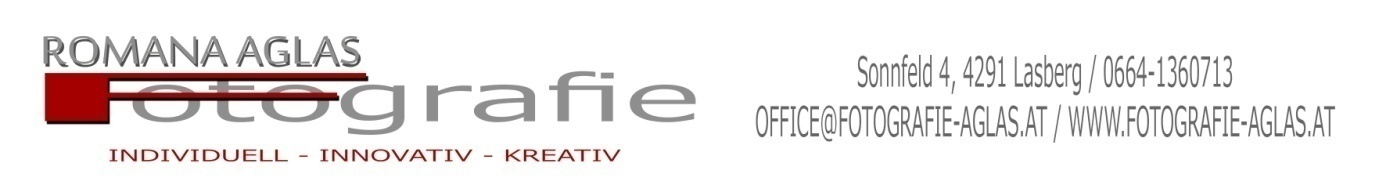 ROMANA AGLAS
Fotografie
INDIVIDUELL - INNOVATIV - KREATIV
Sonnfeld 4, 4291 Lasberg / 0664-1360713
OFFICE@FOTOGRAFIE-AGLAS.AT / WWW.FOTOGRAFIE-AGLAS.AT